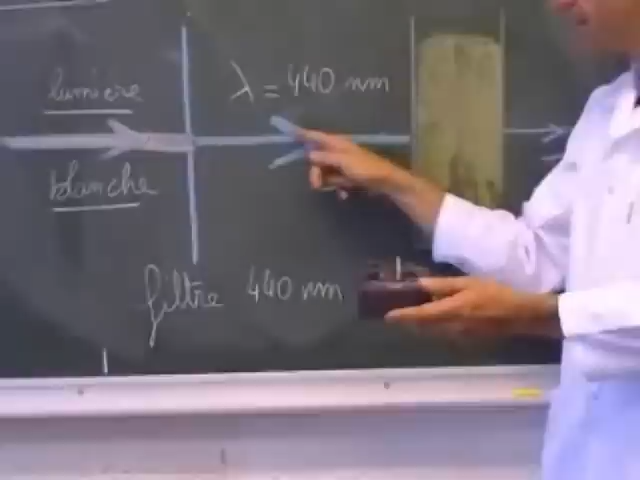 lumière
λ = 440 nm
blanche
filtre 440 nm